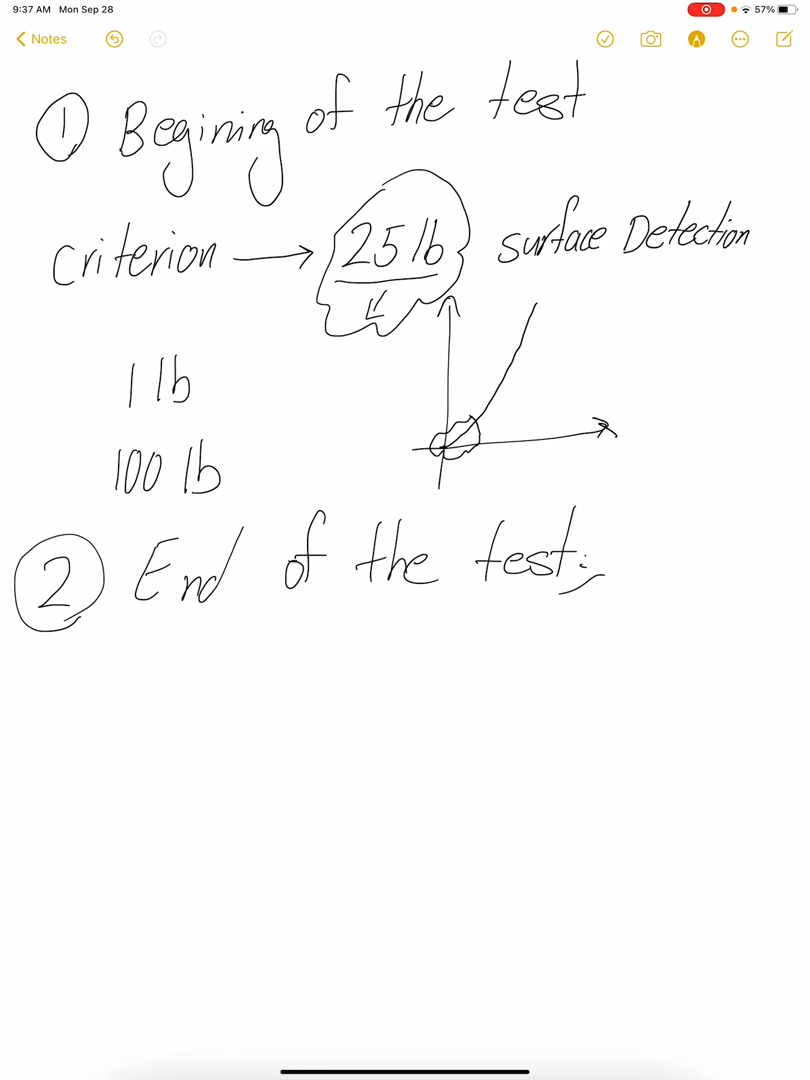 9:37 AM Mon Sep 28
57%
Notes
1 Begining of the test
Criterion → 25 lb surface Detection
1 lb
100 lb
2 End of the test: